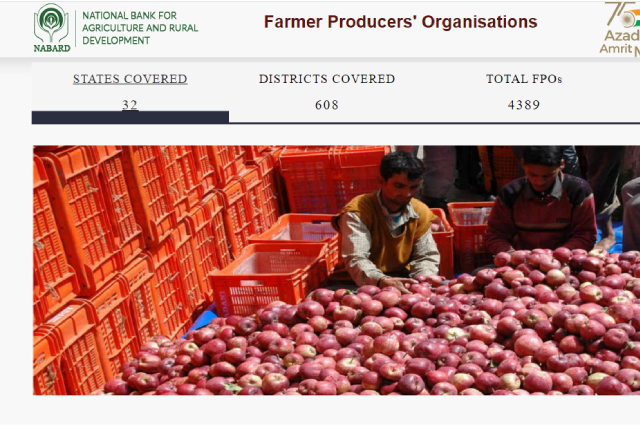 NATIONAL BANK FOR
AGRICULTURE AND RURAL
DEVELOPMENT
NABARD
Farmer Producers' Organisations
75
Azad
Amrit M
STATES COVERED
DISTRICTS COVERED
TOTAL FPOs
32
608
4389